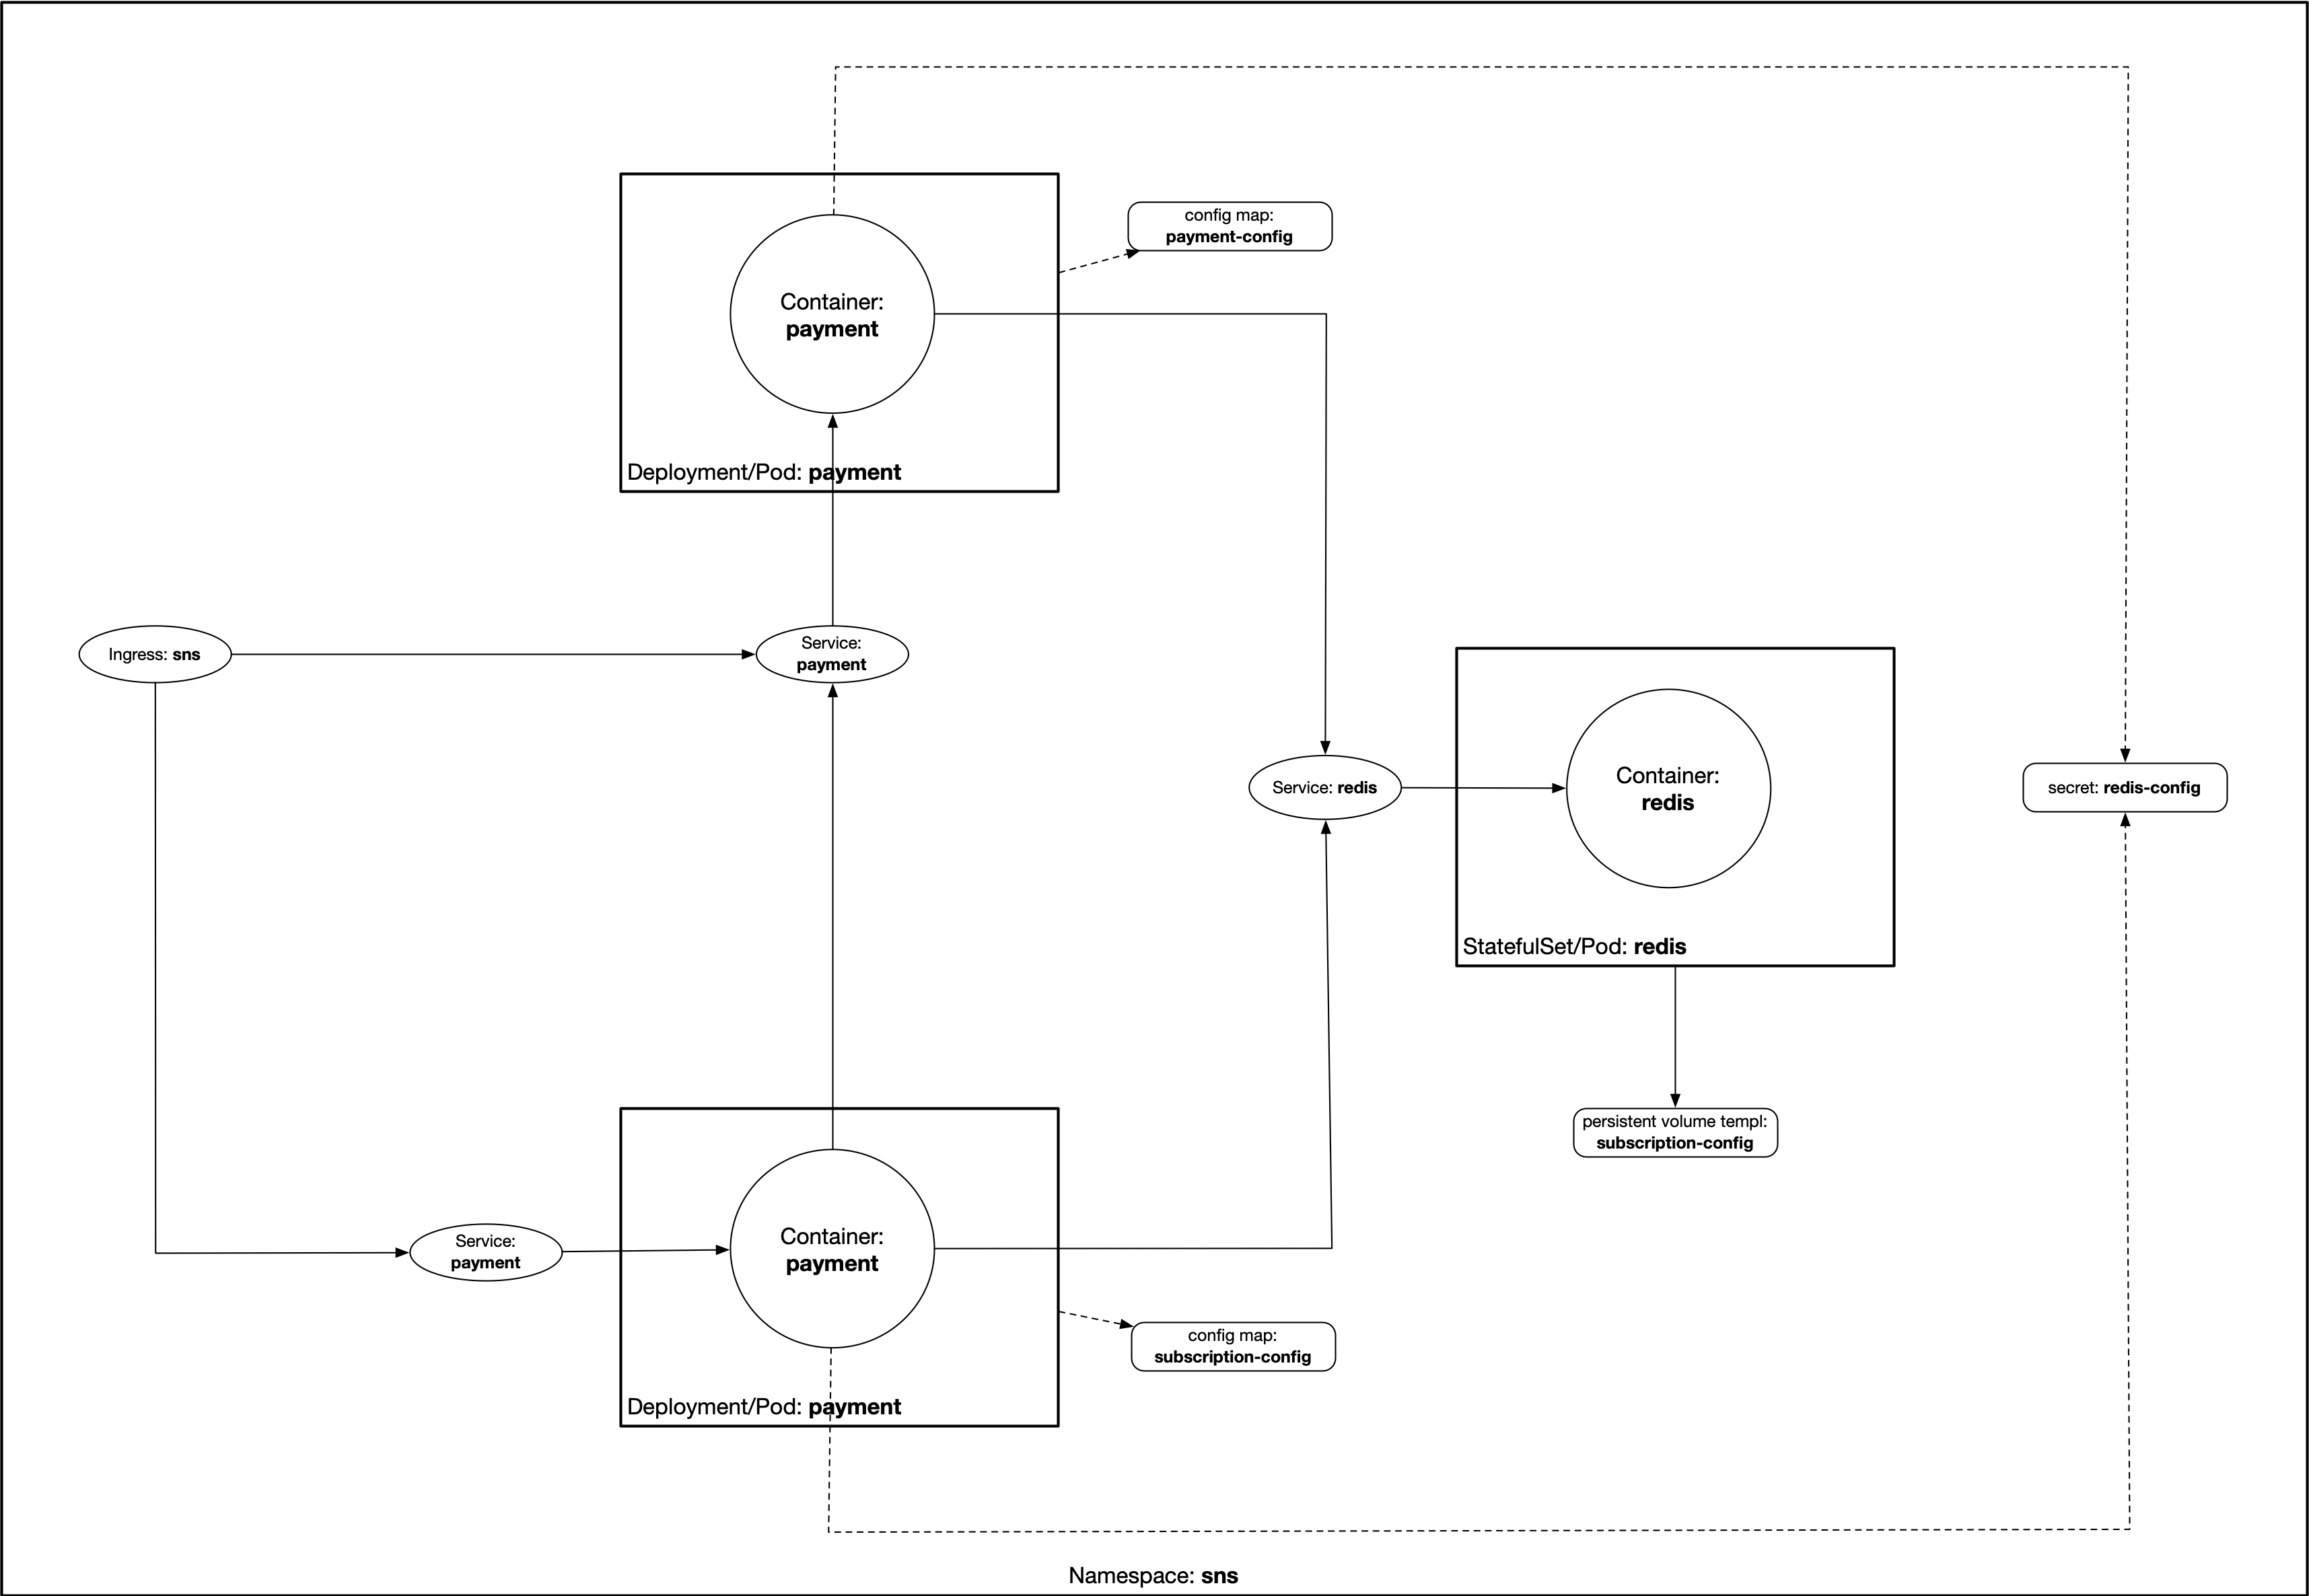 config map:
payment-config
Container:
payment
Deployment/Pod: payment
Ingress: sns
Service:
payment
Service: redis
Container:
redis
secret: redis-config
StatefulSet/Pod: redis
persistent volume templ:
subscription-config
Service:
payment
Container:
payment
config map:
subscription-config
Deployment/Pod: payment
Namespace: sns